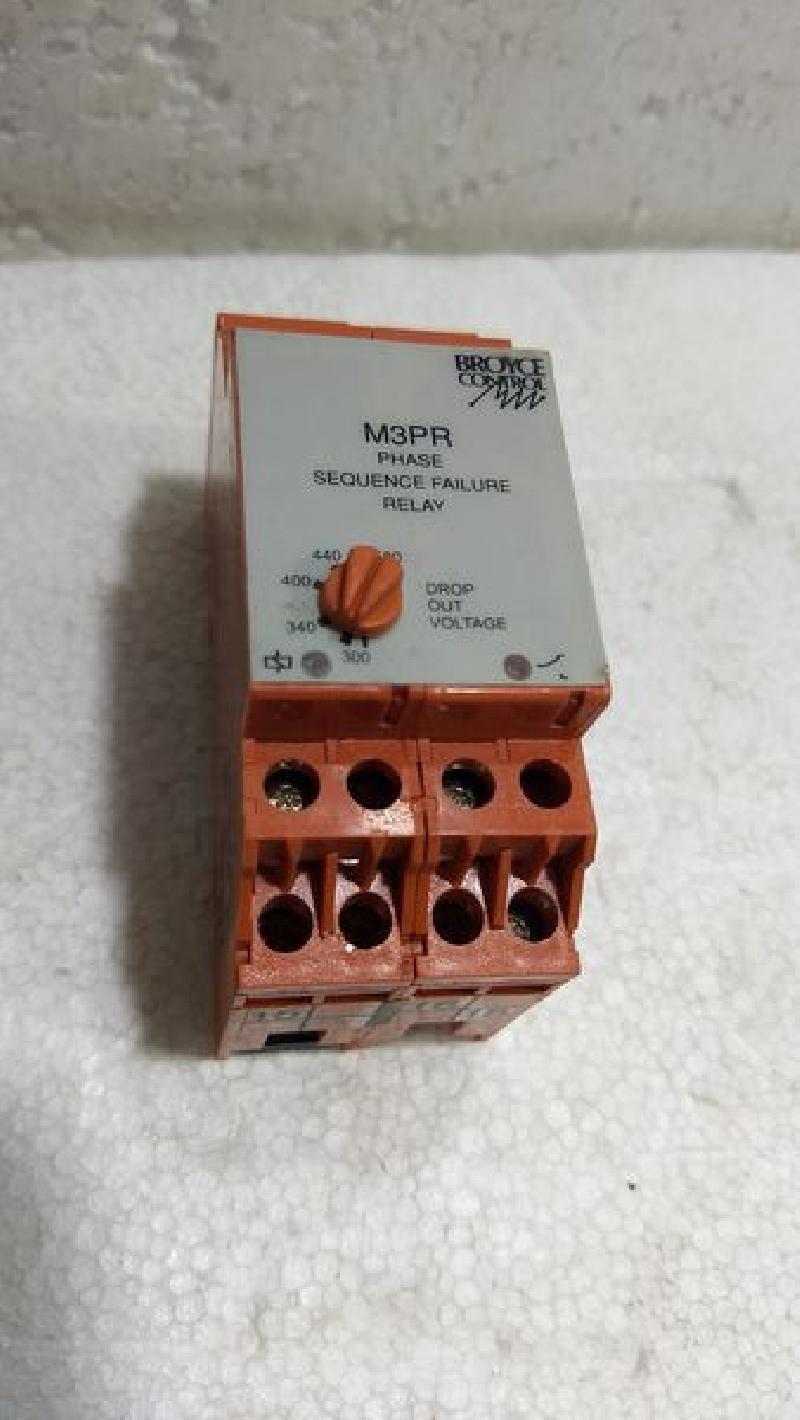 BROYCE
CONTROL
M3PR
PHASE
SEQUENCE FAILURE
RELAY
440
400
340
300
DROP
OUT
VOLTAGE